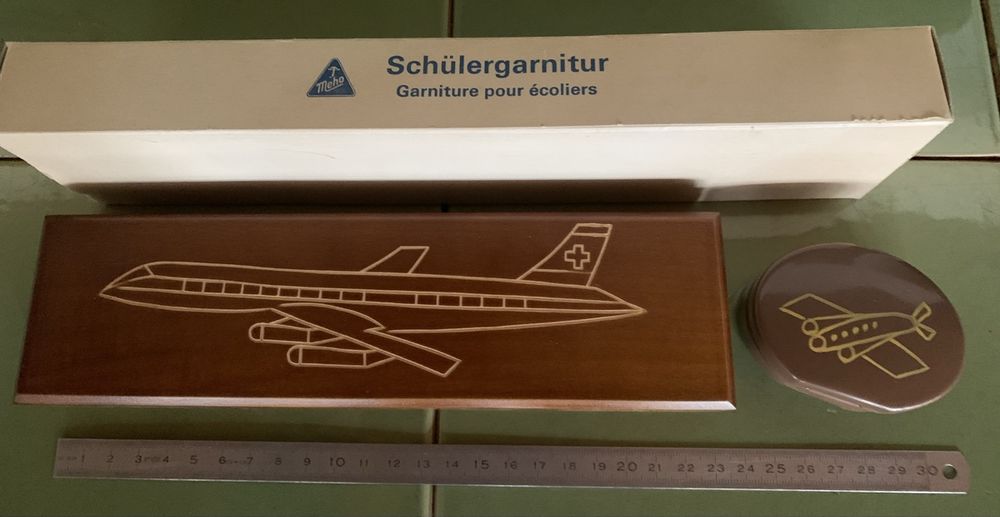 Meho
Schülergarnitur
Garniture pour écoliers
1 2 3 4 5 6 7 8 9 10 11 12 13 14 15 16 17 18 19 20 21 22 23 24 25 26 27 28 29 30